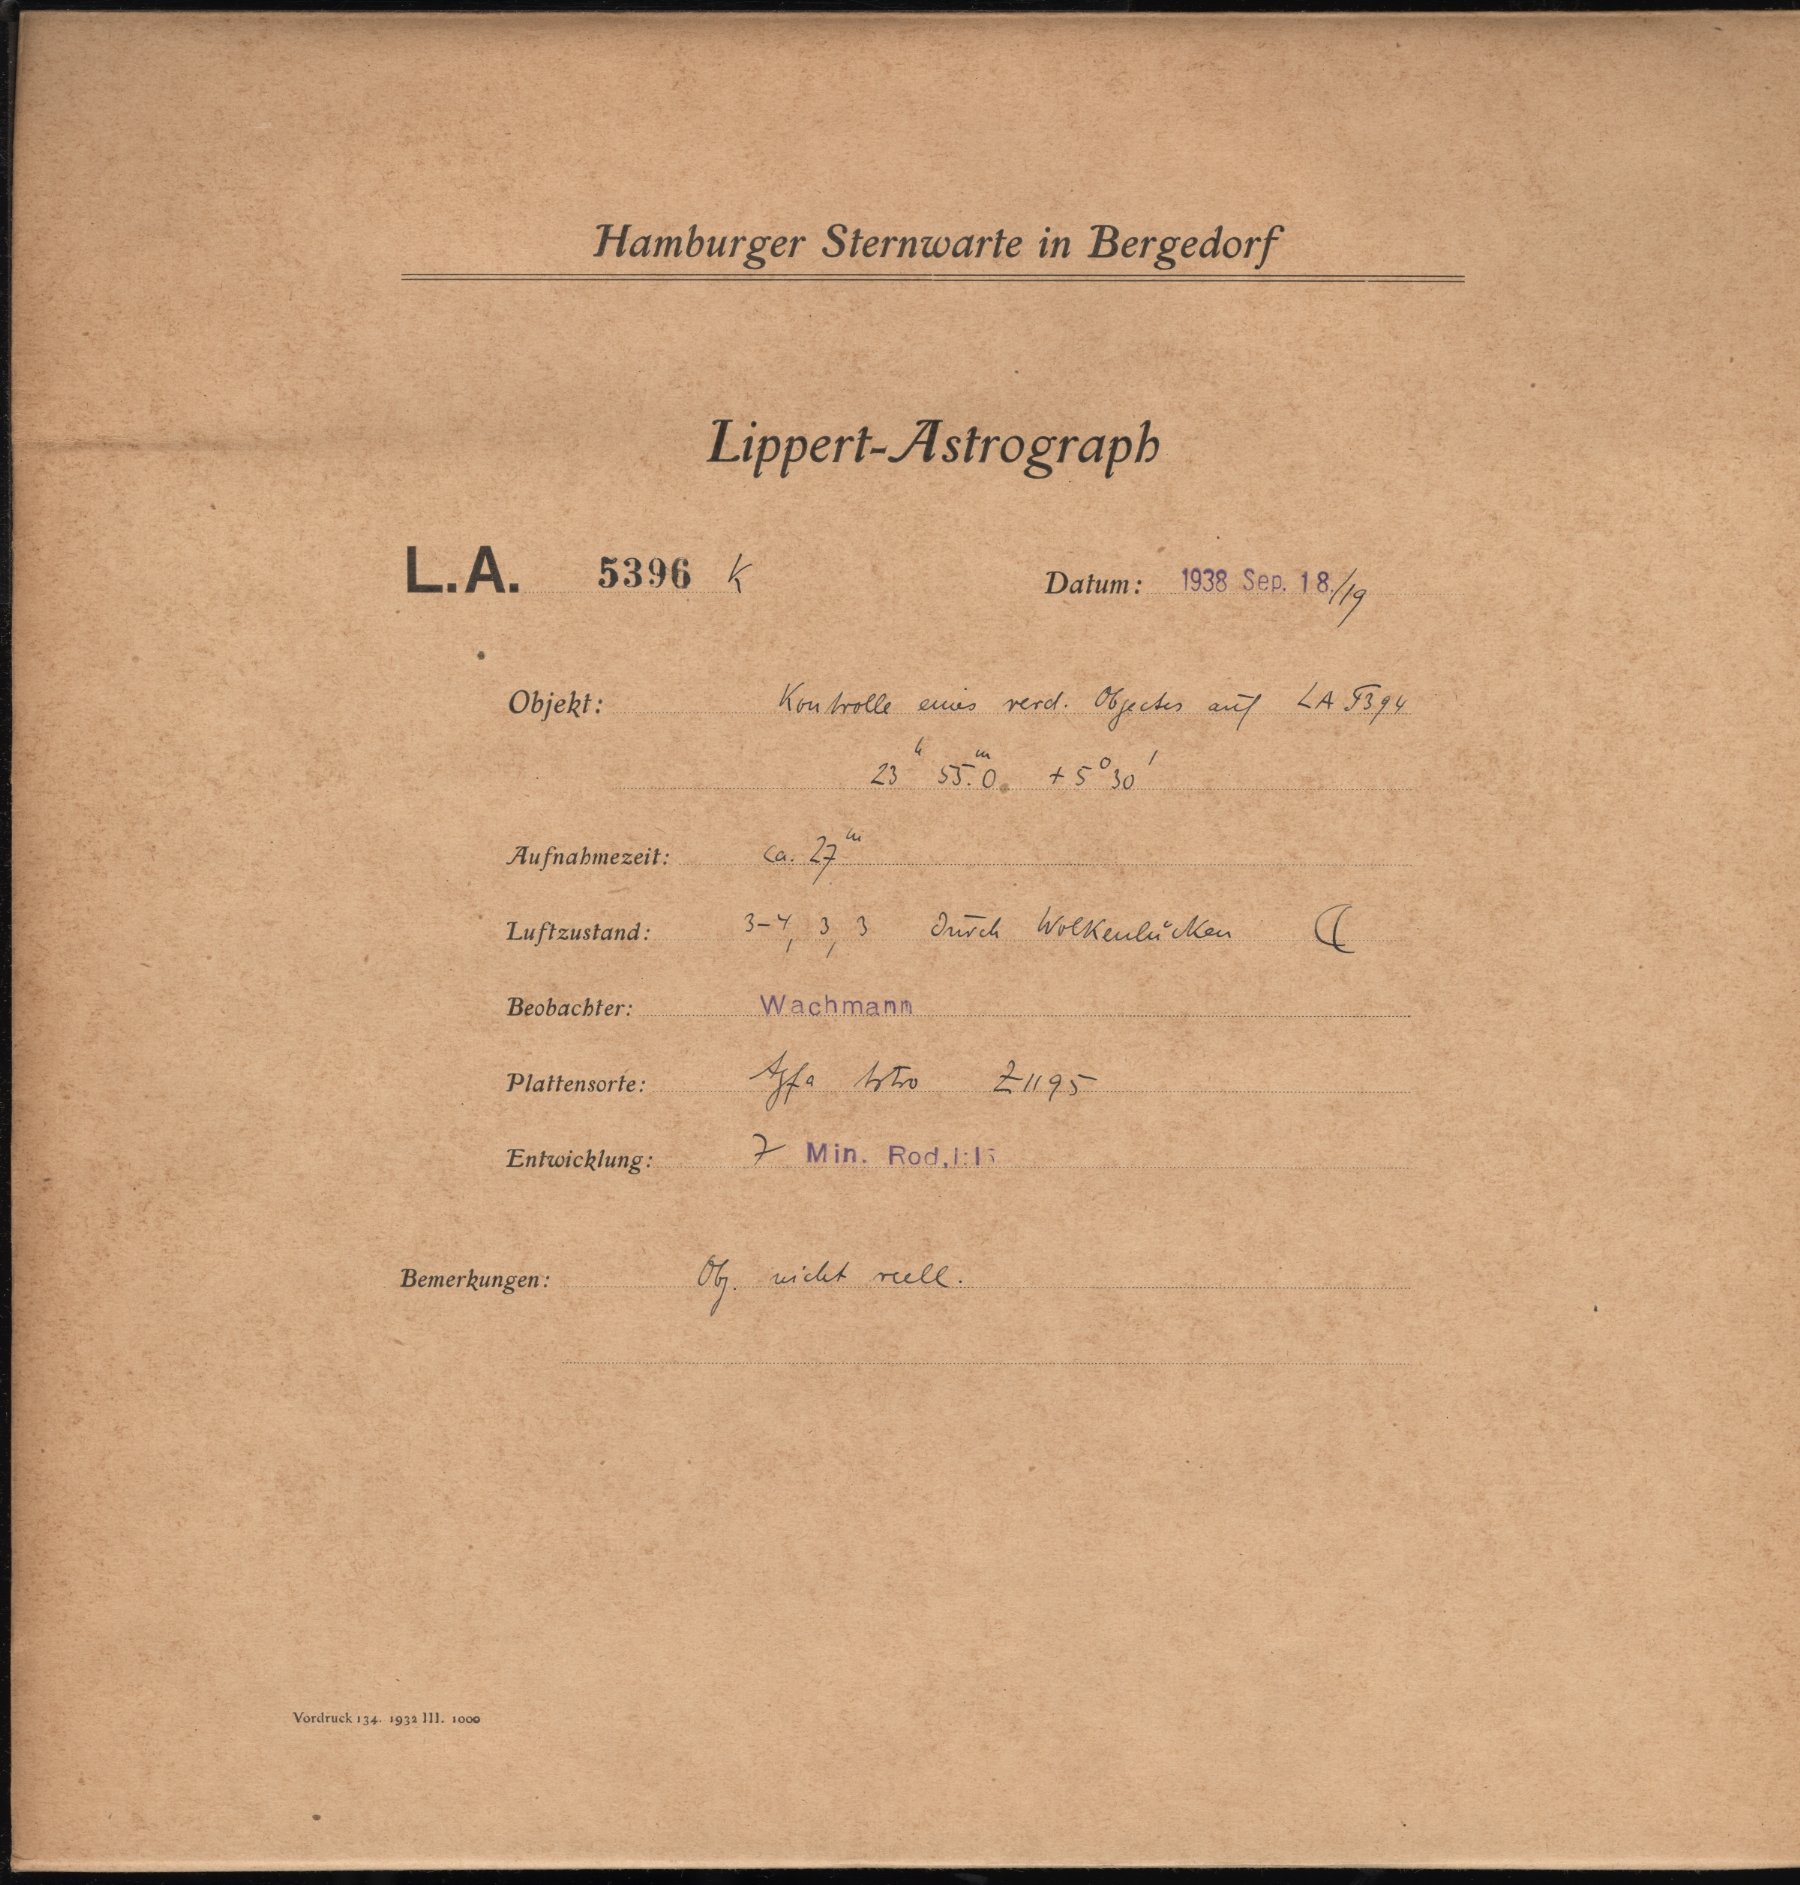 Hamburger Sternwarte in Bergedorf
Lippert-Astrograph
L.A. 5396 K Datum: 1938 Sep. 18./19
Objekt: Kontrolle eines verd. Objectes auf LA 5394
23ʰ 55.ᵐ0 + 5°30'
Aufnahmezeit: ca. 27ᵐ
Luftzustand: 3–4, 3, 3 durch Wolkenlücken ☾
Beobachter: Wachmann
Plattensorte: Agfa Astro Z1195
Entwicklung: 7 Min. Rod, 1:15
Bemerkungen: Obj. nicht reell.
Vordruck 134. 1932 III. 1000